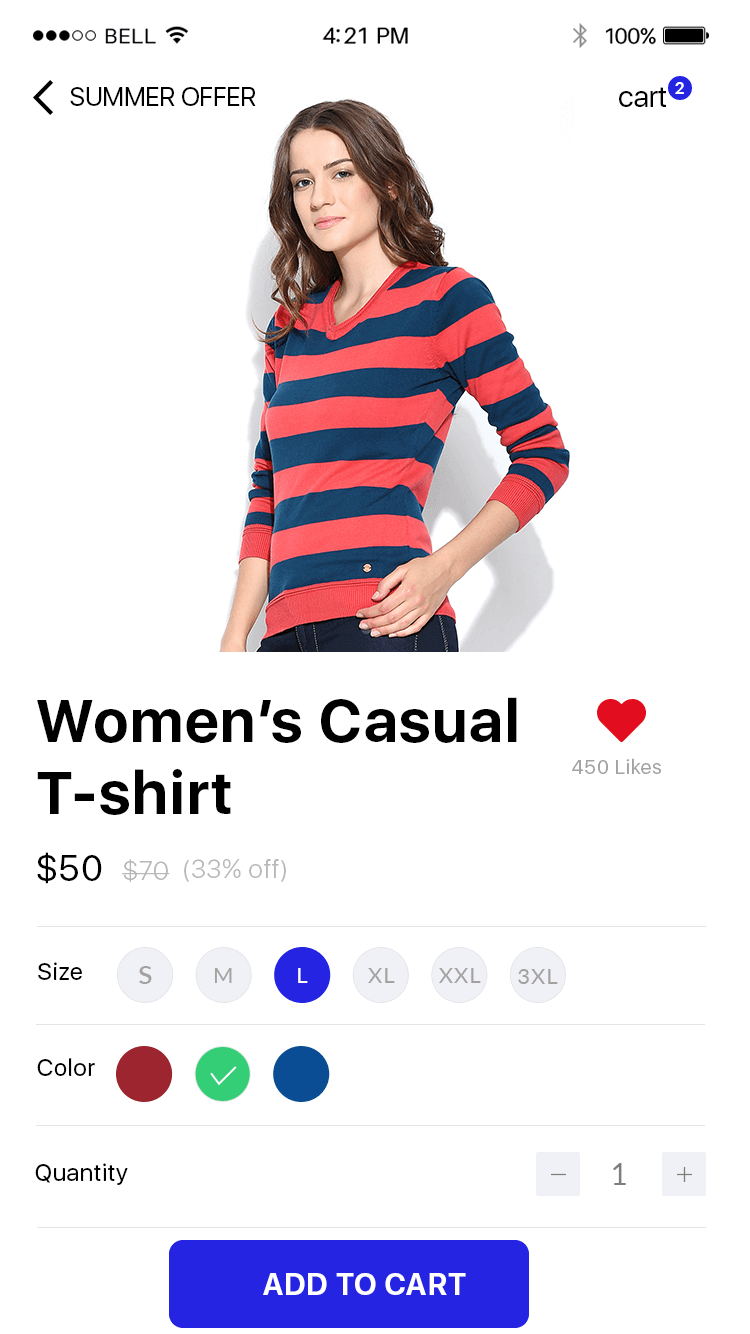 BELL 4:21 PM 100%
SUMMER OFFER cart 2
Women's Casual
T-shirt
450 Likes
$50 $70 (33% off)
Size S M L XL XXL 3XL
Color
Quantity − 1 +
ADD TO CART